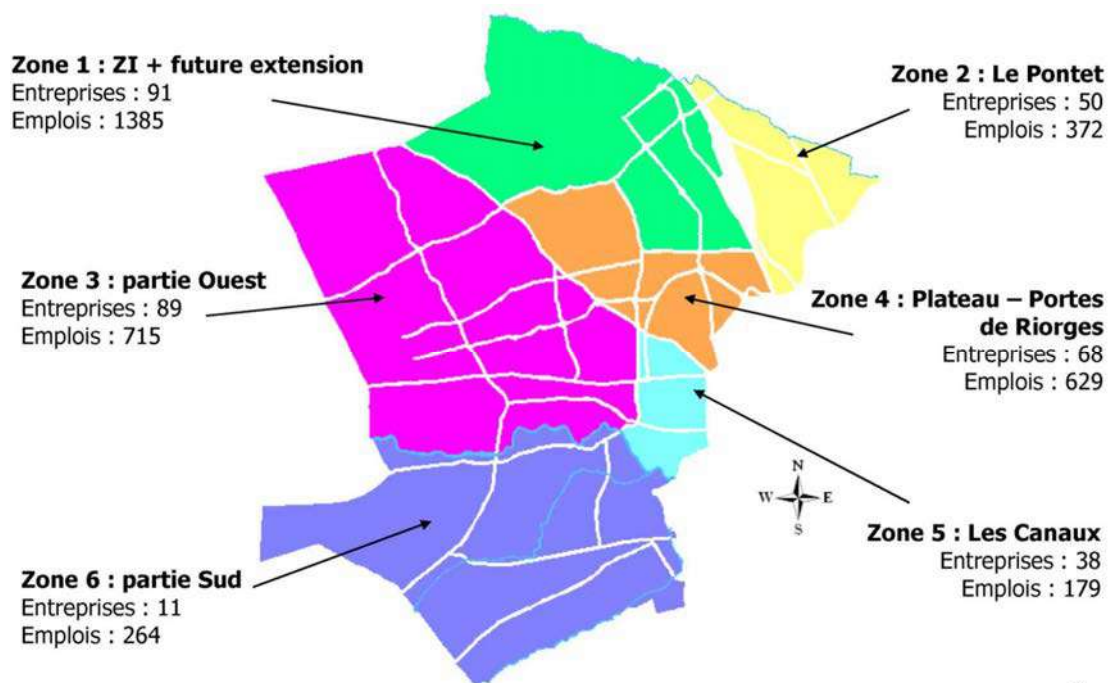 Zone 1 : ZI + future extension
Entreprises : 91
Emplois : 1385
Zone 2 : Le Pontet
Entreprises : 50
Emplois : 372
Zone 3 : partie Ouest
Entreprises : 89
Emplois : 715
Zone 4 : Plateau – Portes
de Riorges
Entreprises : 68
Emplois : 629
N
W E
S
Zone 5 : Les Canaux
Entreprises : 38
Emplois : 179
Zone 6 : partie Sud
Entreprises : 11
Emplois : 264